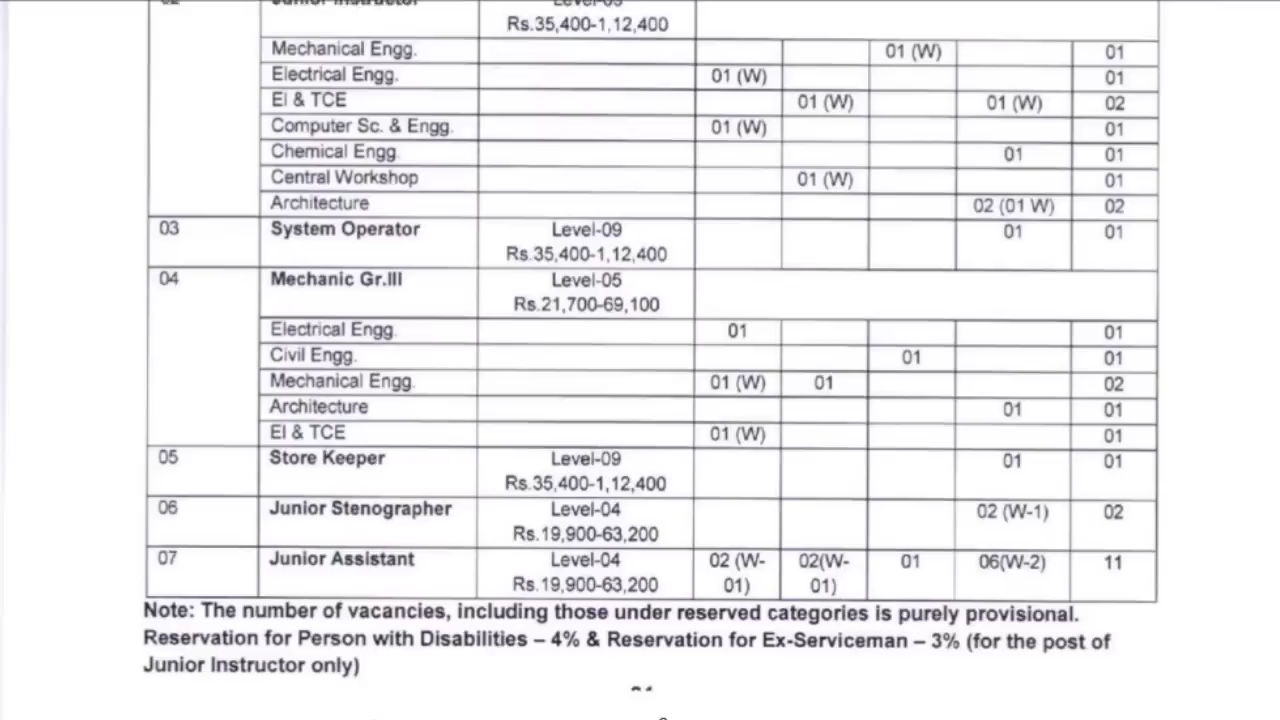 02 Junior Instructor Level-09
Rs.35,400-1,12,400
Mechanical Engg. 01 (W) 01
Electrical Engg. 01 (W) 01
EI & TCE 01 (W) 01 (W) 02
Computer Sc. & Engg. 01 (W) 01
Chemical Engg. 01 01
Central Workshop 01 (W) 01
Architecture 02 (01 W) 02
03 System Operator Level-09 01 01
Rs.35,400-1,12,400
04 Mechanic Gr.III Level-05
Rs.21,700-69,100
Electrical Engg. 01 01
Civil Engg. 01 01
Mechanical Engg. 01 (W) 01 02
Architecture 01 01
EI & TCE 01 (W) 01
05 Store Keeper Level-09 01 01
Rs.35,400-1,12,400
06 Junior Stenographer Level-04 02 (W-1) 02
Rs.19,900-63,200
07 Junior Assistant Level-04 02 (W- 02(W- 01 06(W-2) 11
Rs.19,900-63,200 01) 01)
Note: The number of vacancies, including those under reserved categories is purely provisional.
Reservation for Person with Disabilities – 4% & Reservation for Ex-Serviceman – 3% (for the post of
Junior Instructor only)